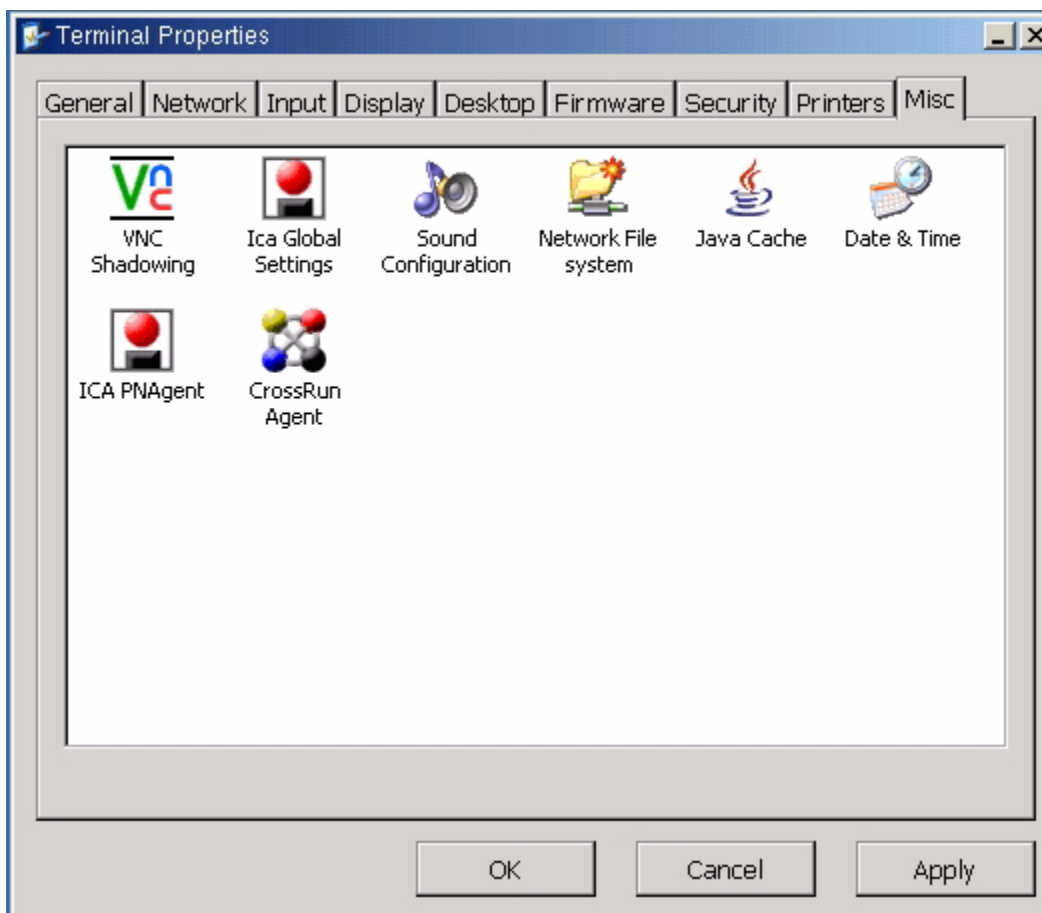 Terminal Properties
General Network Input Display Desktop Firmware Security Printers Misc
VNC
Shadowing
Ica Global
Settings
Sound
Configuration
Network File
system
Java Cache
Date & Time
ICA PNAgent
CrossRun
Agent
OK Cancel Apply